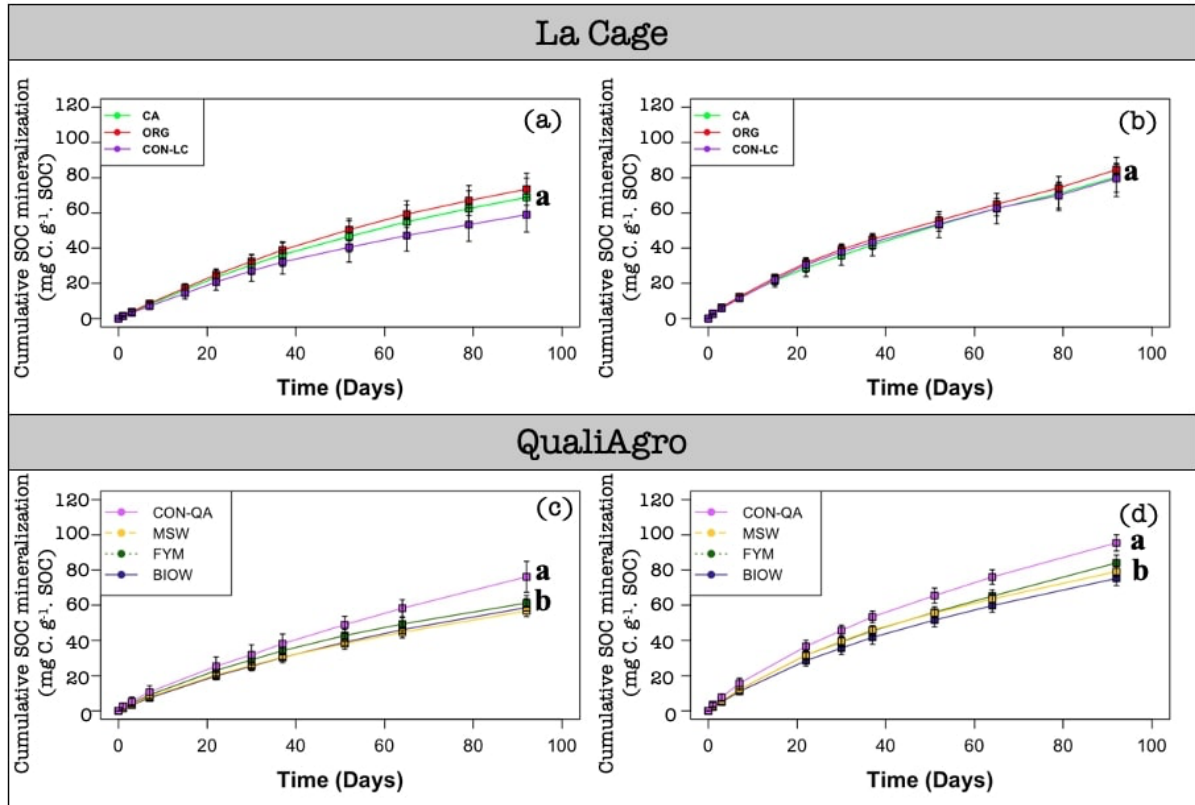 La Cage
Cumulative SOC mineralization
(mg C. g-1. SOC)
120
100
80
60
40
20
0
CA
ORG
CON-LC
(a)
a
0 20 40 60 80 100
Time (Days)
Cumulative SOC mineralization
(mg C. g-1. SOC)
120
100
80
60
40
20
0
CA
ORG
CON-LC
(b)
a
0 20 40 60 80 100
Time (Days)
QualiAgro
Cumulative SOC mineralization
(mg C. g-1. SOC)
120
100
80
60
40
20
0
CON-QA
MSW
FYM
BIOW
(c)
a
b
0 20 40 60 80 100
Time (Days)
Cumulative SOC mineralization
(mg C. g-1. SOC)
120
100
80
60
40
20
0
CON-QA
MSW
FYM
BIOW
(d)
a
b
0 20 40 60 80 100
Time (Days)